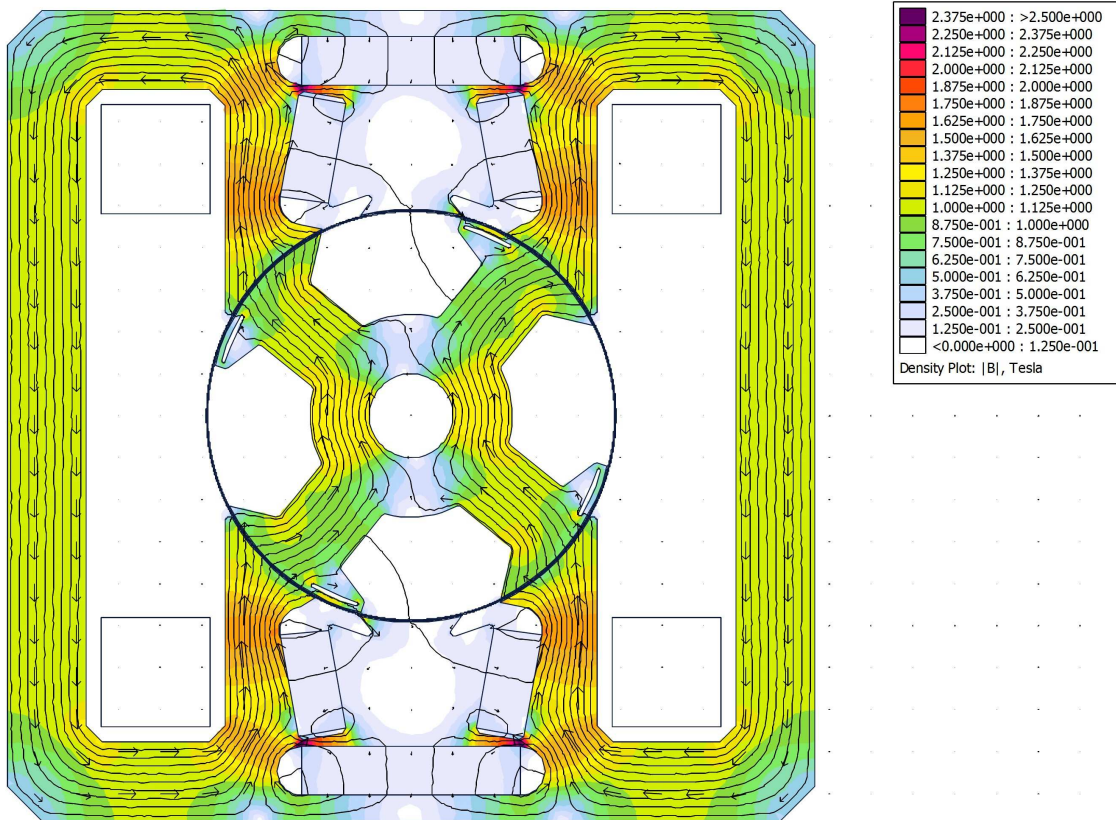 2.375e+000 : >2.500e+000
2.250e+000 : 2.375e+000
2.125e+000 : 2.250e+000
2.000e+000 : 2.125e+000
1.875e+000 : 2.000e+000
1.750e+000 : 1.875e+000
1.625e+000 : 1.750e+000
1.500e+000 : 1.625e+000
1.375e+000 : 1.500e+000
1.250e+000 : 1.375e+000
1.125e+000 : 1.250e+000
1.000e+000 : 1.125e+000
8.750e-001 : 1.000e+000
7.500e-001 : 8.750e-001
6.250e-001 : 7.500e-001
5.000e-001 : 6.250e-001
3.750e-001 : 5.000e-001
2.500e-001 : 3.750e-001
1.250e-001 : 2.500e-001
<0.000e+000 : 1.250e-001
Density Plot: |B|, Tesla